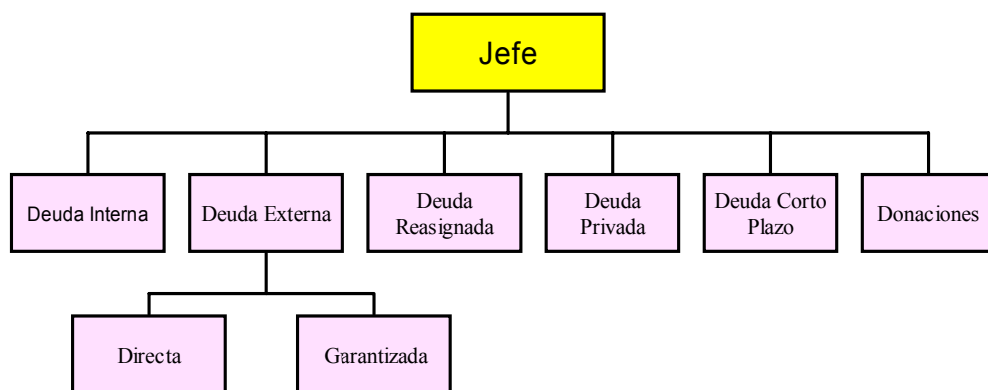 Jefe
Deuda Interna
Deuda Externa
Deuda
Reasignada
Deuda
Privada
Deuda Corto
Plazo
Donaciones
Directa
Garantizada